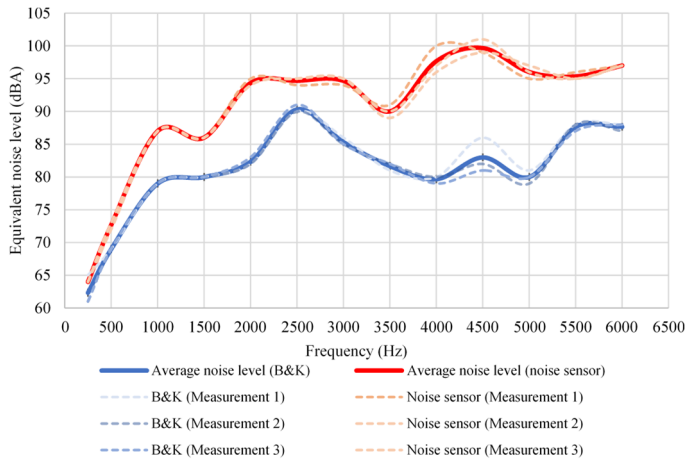 Equivalent noise level (dBA)
105
100
95
90
85
80
75
70
65
60
0 500 1000 1500 2000 2500 3000 3500 4000 4500 5000 5500 6000 6500
Frequency (Hz)
Average noise level (B&K) Average noise level (noise sensor)
B&K (Measurement 1) Noise sensor (Measurement 1)
B&K (Measurement 2) Noise sensor (Measurement 2)
B&K (Measurement 3) Noise sensor (Measurement 3)